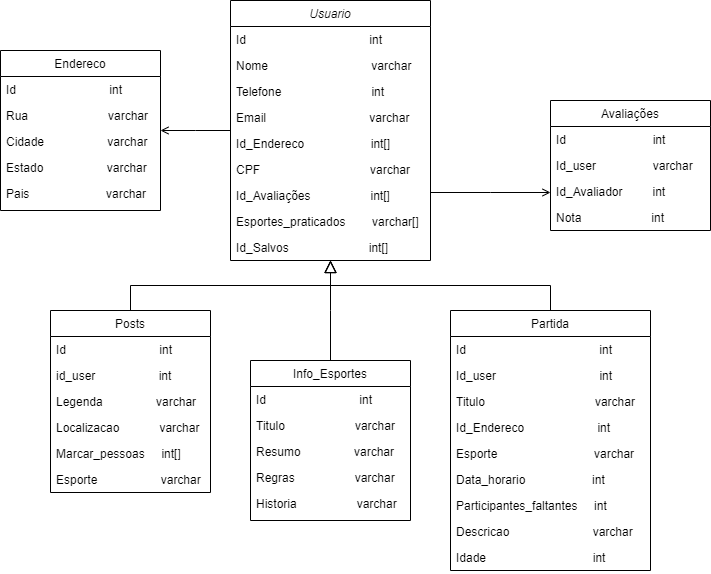 Usuario
Id int
Nome varchar
Telefone int
Email varchar
Id_Endereco int[]
CPF varchar
Id_Avaliações int[]
Esportes_praticados varchar[]
Id_Salvos int[]
Endereco
Id int
Rua varchar
Cidade varchar
Estado varchar
Pais varchar
Avaliações
Id int
Id_user varchar
Id_Avaliador int
Nota int
Posts
Id int
id_user int
Legenda varchar
Localizacao varchar
Marcar_pessoas int[]
Esporte varchar
Info_Esportes
Id int
Titulo varchar
Resumo varchar
Regras varchar
Historia varchar
Partida
Id int
Id_user int
Titulo varchar
Id_Endereco int
Esporte varchar
Data_horario int
Participantes_faltantes int
Descricao varchar
Idade int